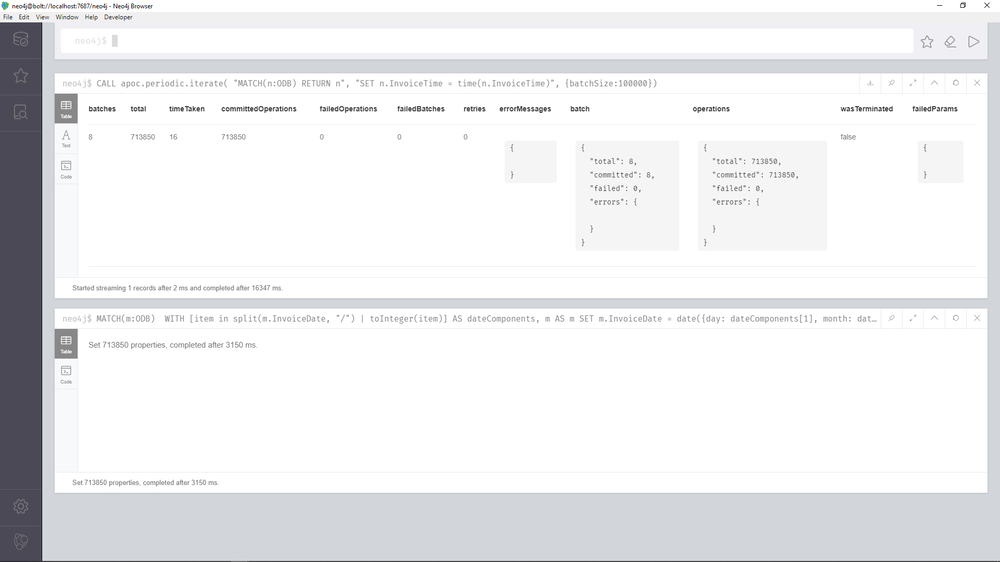 neo4j@bolt://localhost:7687/neo4j - Neo4j Browser
File Edit View Window Help Developer
neo4j$
neo4j$ CALL apoc.periodic.iterate( "MATCH(n:ODB) RETURN n", "SET n.InvoiceTime = time(n.InvoiceTime)", {batchSize:100000})
Table
Text
Code
batches total timeTaken committedOperations failedOperations failedBatches retries errorMessages batch operations wasTerminated failedParams
8 713850 16 713850 0 0 0 false
{
}
{
"total": 8,
"committed": 8,
"failed": 0,
"errors": {
}
}
{
"total": 713850,
"committed": 713850,
"failed": 0,
"errors": {
}
}
{
}
Started streaming 1 records after 2 ms and completed after 16347 ms.
neo4j$ MATCH(m:ODB) WITH [item in split(m.InvoiceDate, "/") | toInteger(item)] AS dateComponents, m AS m SET m.InvoiceDate = date({day: dateComponents[1], month: dat…
Table
Code
Set 713850 properties, completed after 3150 ms.
Set 713850 properties, completed after 3150 ms.